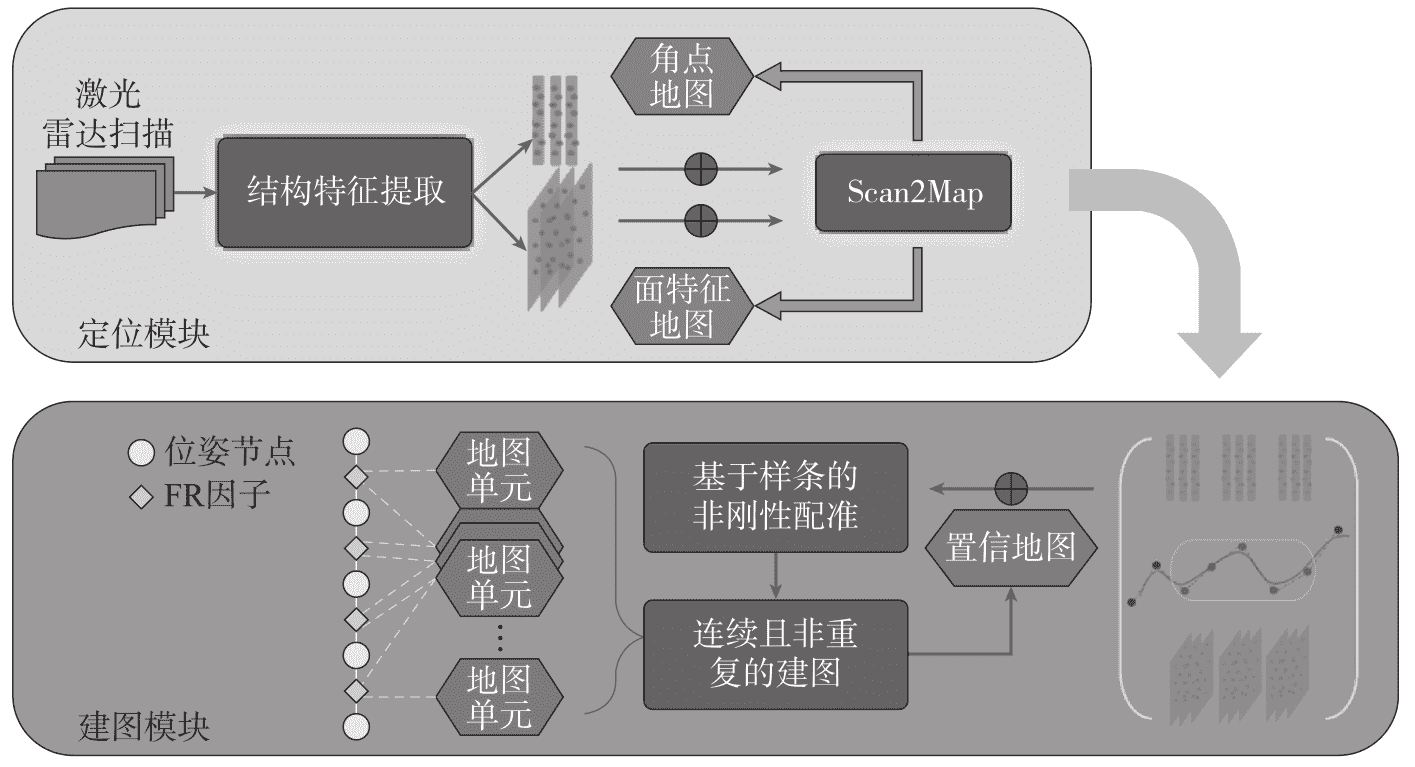 激光
雷达扫描
结构特征提取
角点
地图
Scan2Map
面特征
地图
定位模块
位姿节点
FR因子
地图
单元
地图
单元
地图
单元
基于样条的
非刚性配准
连续且非重
复的建图
置信地图
建图模块